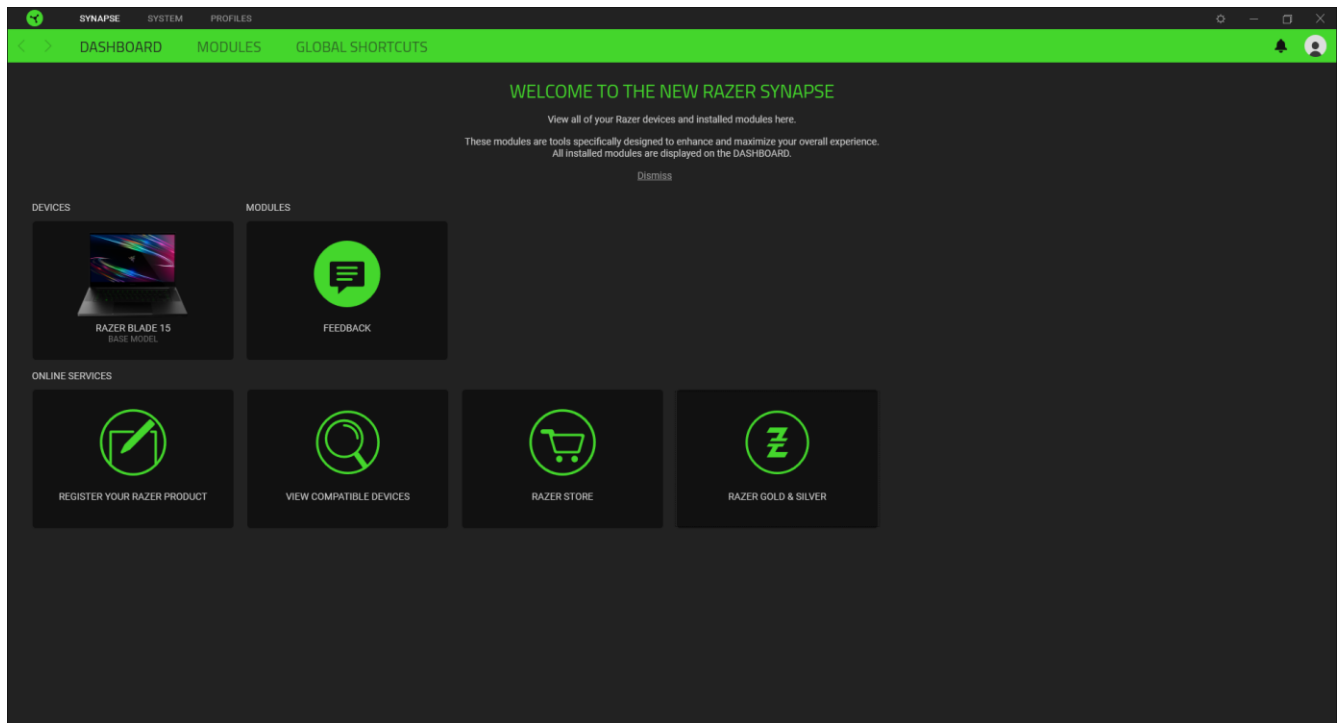 SYNAPSE SYSTEM PROFILES
DASHBOARD MODULES GLOBAL SHORTCUTS
WELCOME TO THE NEW RAZER SYNAPSE
View all of your Razer devices and installed modules here.
These modules are tools specifically designed to enhance and maximize your overall experience.
All installed modules are displayed on the DASHBOARD.
Dismiss
DEVICES MODULES
RAZER BLADE 15 FEEDBACK
BASE MODEL
ONLINE SERVICES
REGISTER YOUR RAZER PRODUCT VIEW COMPATIBLE DEVICES RAZER STORE RAZER GOLD & SILVER